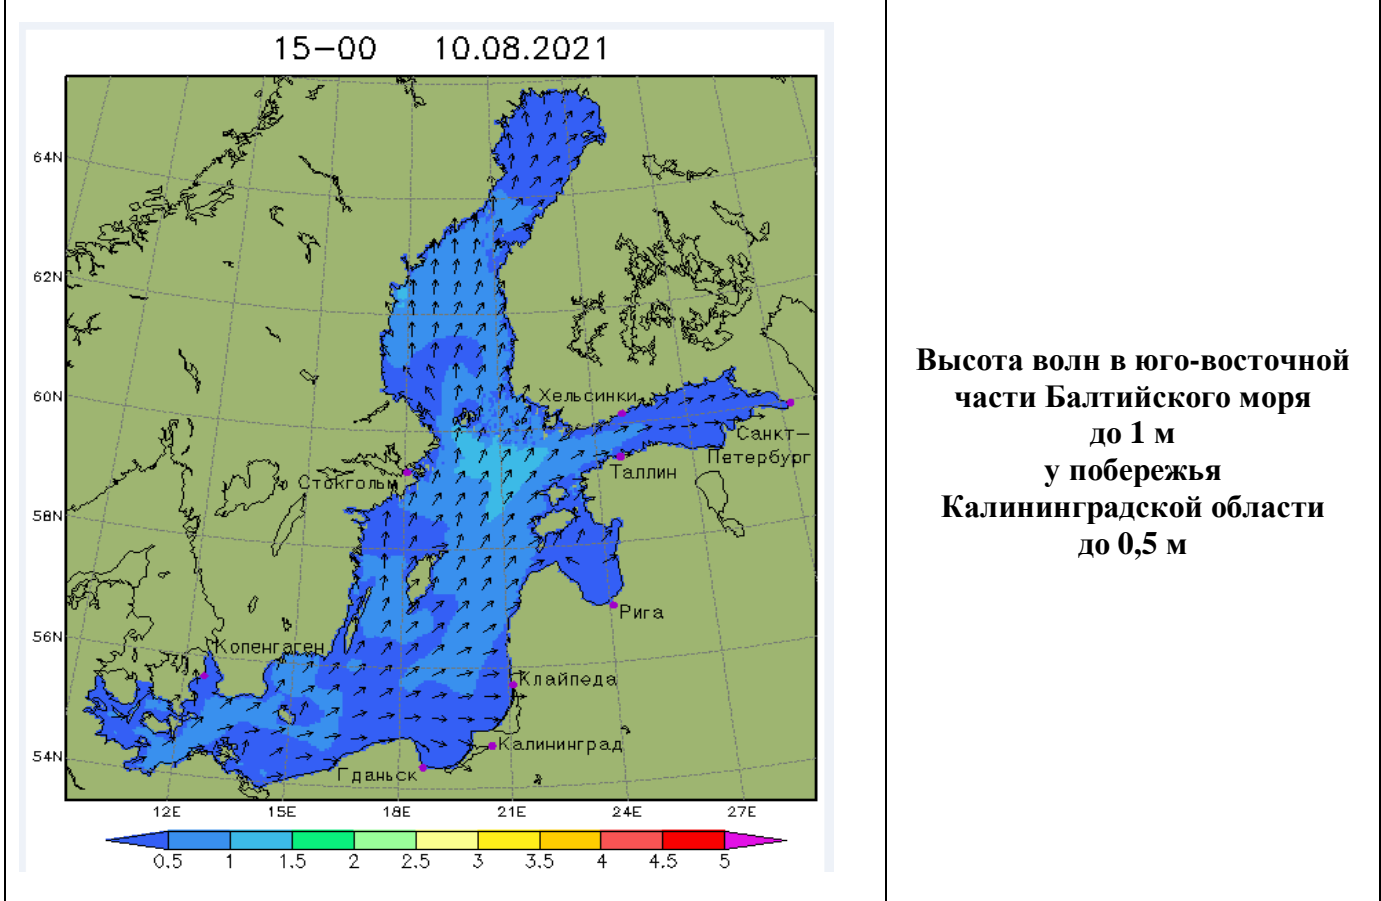 15-00 10.08.2021
64N
62N
60N
58N
56N
54N
Хельсинки
Санкт-
Петербург
Таллин
Стокгольм
Рига
Копенгаген
Клайпеда
Калининград
Гданьск
12E 15E 18E 21E 24E 27E
0.5 1 1.5 2 2.5 3 3.5 4 4.5 5
Высота волн в юго-восточной
части Балтийского моря
до 1 м
у побережья
Калининградской области
до 0,5 м